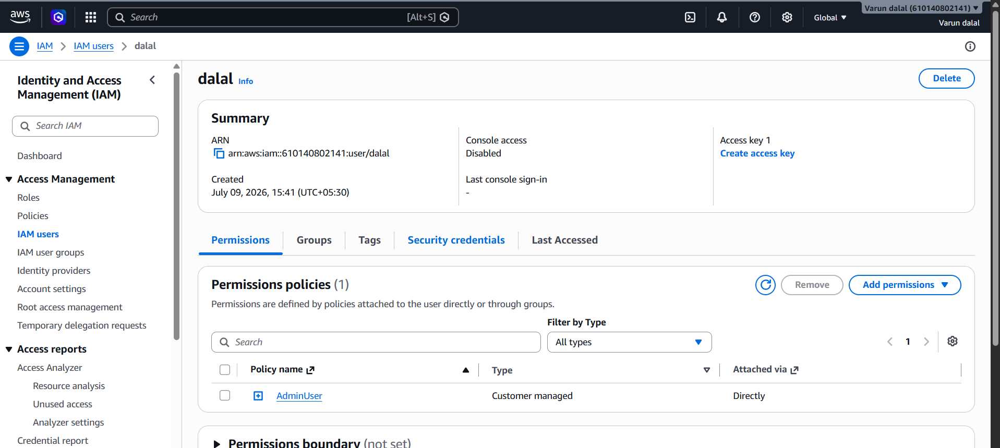 aws
Search
[Alt+S]
Global
Varun dalal (610140802141)
Varun dalal
IAM
IAM users
dalal
Identity and Access
Management (IAM)
Search IAM
Dashboard
Access Management
Roles
Policies
IAM users
IAM user groups
Identity providers
Account settings
Root access management
Temporary delegation requests
Access reports
Access Analyzer
Resource analysis
Unused access
Analyzer settings
Credential report
dalal Info
Delete
Summary
ARN
arn:aws:iam::610140802141:user/dalal
Created
July 09, 2026, 15:41 (UTC+05:30)
Console access
Disabled
Last console sign-in
-
Access key 1
Create access key
Permissions
Groups
Tags
Security credentials
Last Accessed
Permissions policies (1)
Remove
Add permissions
Permissions are defined by policies attached to the user directly or through groups.
Filter by Type
Search
All types
1
Policy name
Type
Attached via
AdminUser
Customer managed
Directly
Permissions boundary (not set)